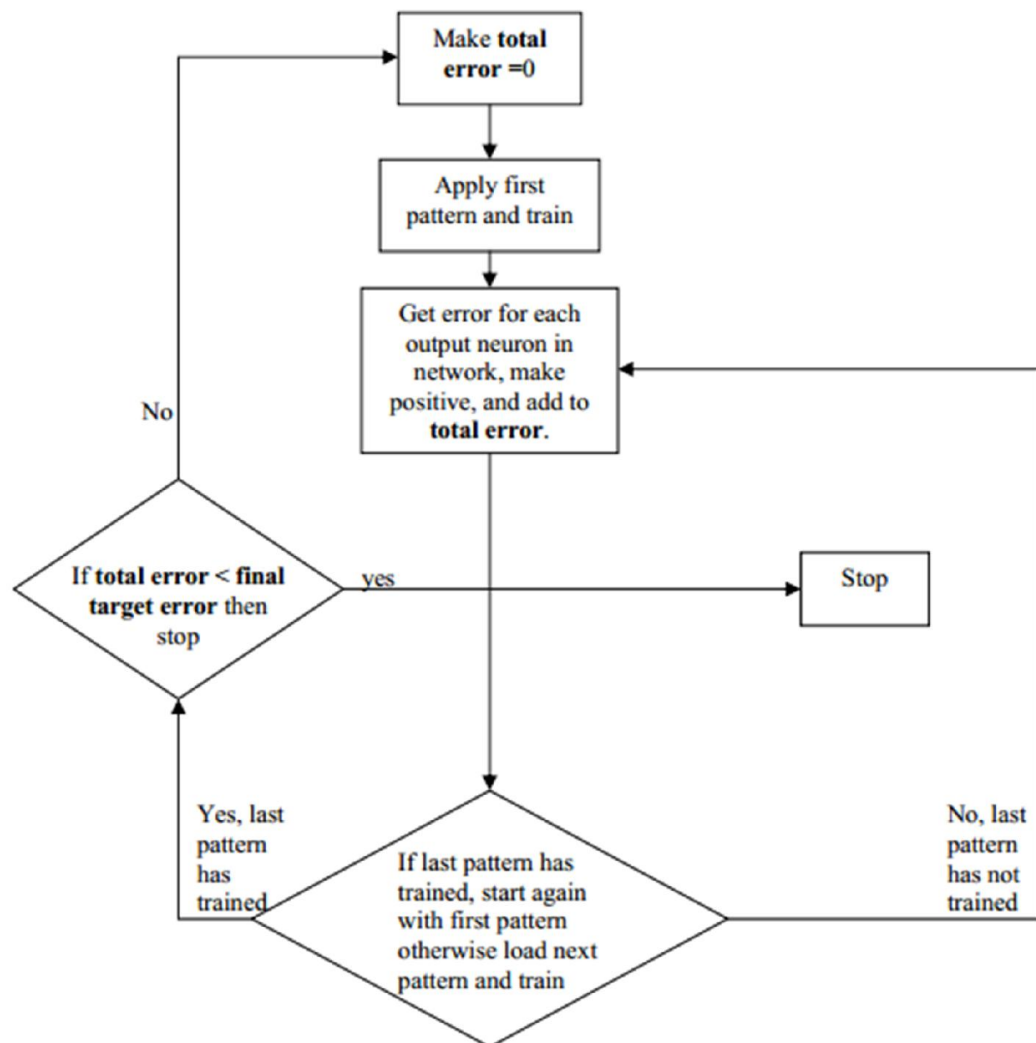 Make total
error =0
Apply first
pattern and train
Get error for each
output neuron in
network, make
positive, and add to
total error.
No
If total error < final
target error then
stop
yes
Stop
Yes, last
pattern
has
trained
If last pattern has
trained, start again
with first pattern
otherwise load next
pattern and train
No, last
pattern
has not
trained